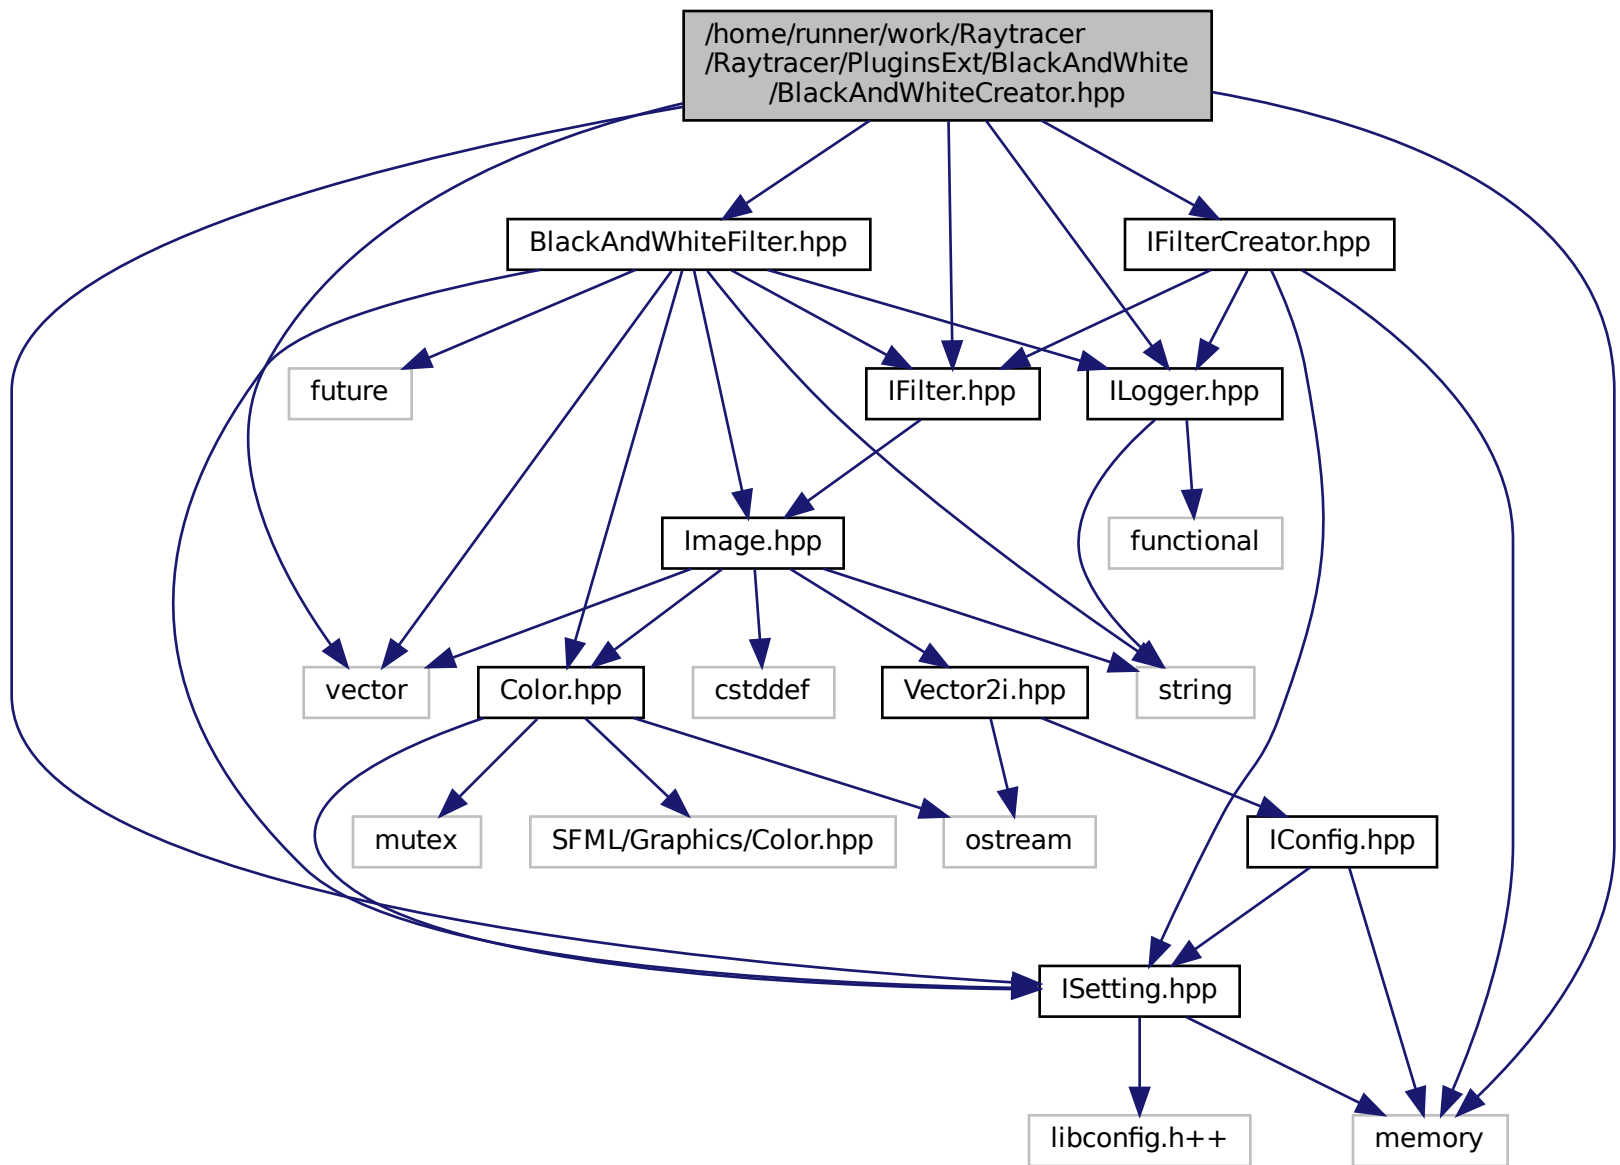 /home/runner/work/Raytracer
/Raytracer/PluginsExt/BlackAndWhite
/BlackAndWhiteCreator.hpp
BlackAndWhiteFilter.hpp
IFilterCreator.hpp
future
IFilter.hpp
ILogger.hpp
Image.hpp
functional
vector
Color.hpp
cstddef
Vector2i.hpp
string
mutex
SFML/Graphics/Color.hpp
ostream
IConfig.hpp
ISetting.hpp
libconfig.h++
memory